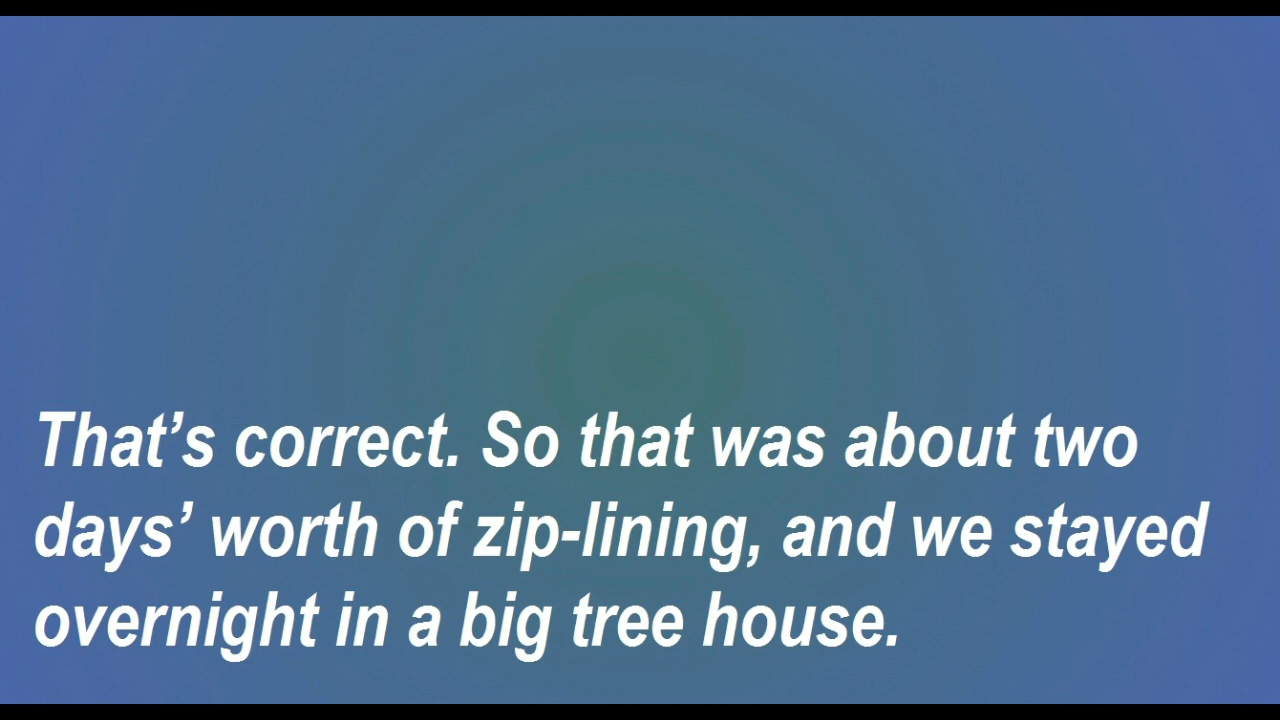 That’s correct. So that was about two
days’ worth of zip-lining, and we stayed
overnight in a big tree house.